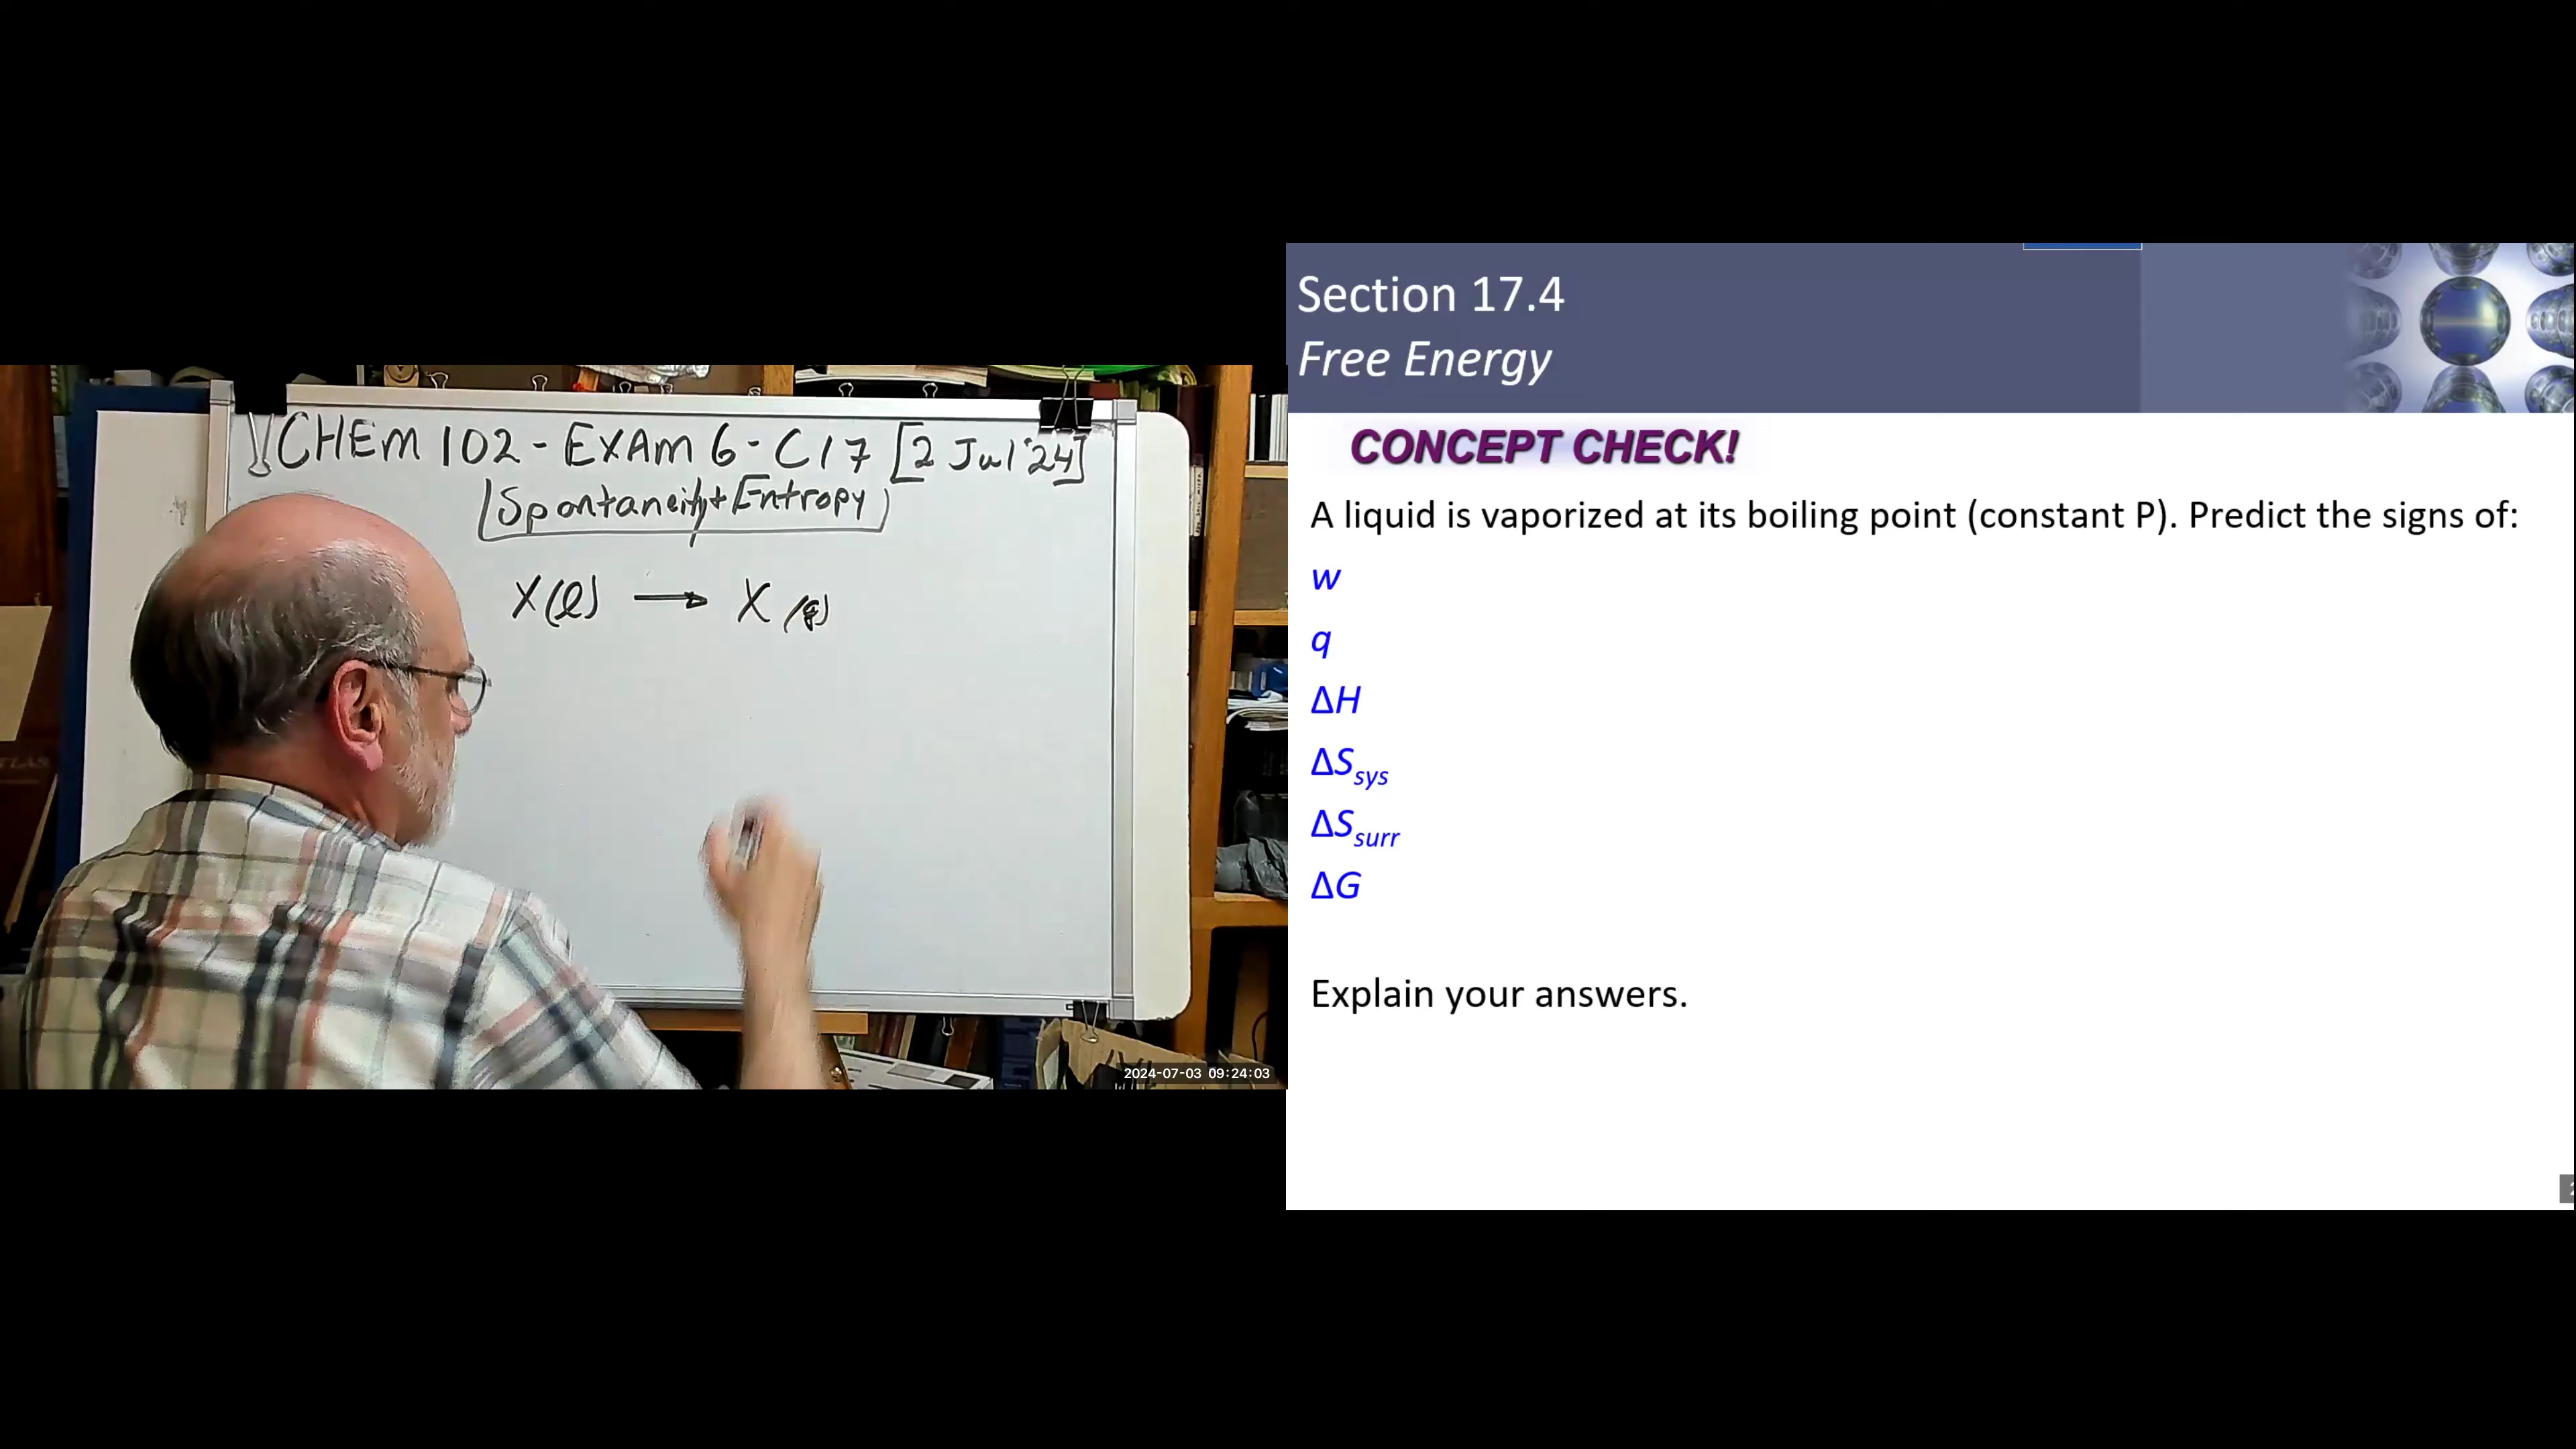 CHEM 102 - EXAM 6 - C17 [2 Jul '24]
Spontaneity + Entropy
X(l) → X(g)
2024-07-03 09:24:03
Section 17.4
Free Energy
CONCEPT CHECK!
A liquid is vaporized at its boiling point (constant P). Predict the signs of:
w
q
ΔH
ΔSsys
ΔSsurr
ΔG
Explain your answers.